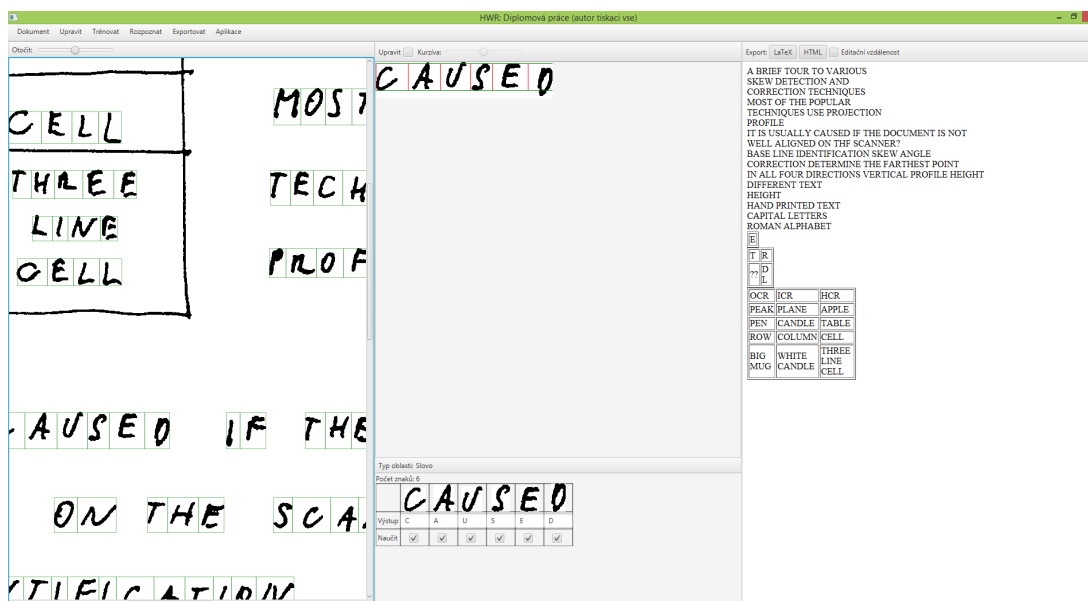 HWR: Diplomová práce (autor tiskaci vse)
Dokument Upravit Trénovat Rozpoznat Exportovat Aplikace
Otočit:
CELL
THREE
LINE
CELL
MOST
TECH
PROF
CAUSED IF THE
ON THE SCA
NTIFICATION
Upravit Kurzíva:
CAUSED
Typ oblasti: Slovo
Počet znaků: 6
CAUSED
Výstup C A U S E D
Naučit
Export: LaTeX HTML Editační vzdálenost
A BRIEF TOUR TO VARIOUS
SKEW DETECTION AND
CORRECTION TECHNIQUES
MOST OF THE POPULAR
TECHNIQUES USE PROJECTION
PROFILE
IT IS USUALLY CAUSED IF THE DOCUMENT IS NOT
WELL ALIGNED ON THF SCANNER?
BASE LINE IDENTIFICATION SKEW ANGLE
CORRECTION DETERMINE THE FARTHEST POINT
IN ALL FOUR DIRECTIONS VERTICAL PROFILE HEIGHT
DIFFERENT TEXT
HEIGHT
HAND PRINTED TEXT
CAPITAL LETTERS
ROMAN ALPHABET
E
T R
?? D L
OCR ICR HCR
PEAK PLANE APPLE
PEN CANDLE TABLE
ROW COLUMN CELL
BIG MUG WHITE CANDLE THREE LINE CELL